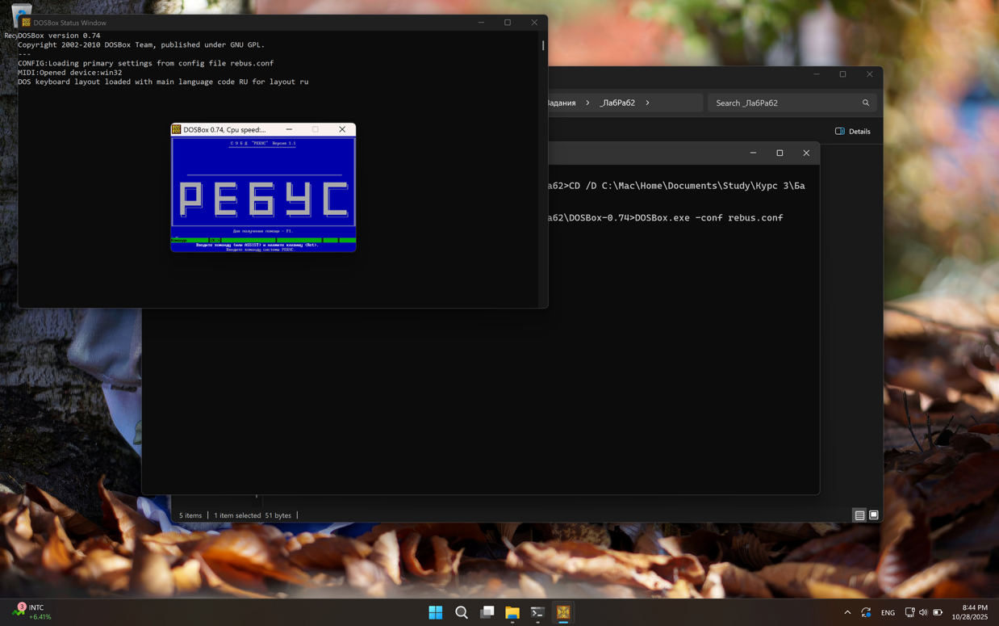 DOSBox Status Window
Recy
DOSBox version 0.74
Copyright 2002-2010 DOSBox Team, published under GNU GPL.
---
CONFIG:Loading primary settings from config file rebus.conf
MIDI:Opened device:win32
DOS keyboard layout loaded with main language code RU for layout ru
DOSBox 0.74, Cpu speed:...
С У Б Д "РЕБУС" Версия 1.1
РЕБУС
Для получения помощи - F1.
Команда
Введите команду (или ASSIST) и нажмите клавишу (Ret).
Введите команду системы РЕБУС.
Задания > _ЛабРаб2 >
Search _ЛабРаб2
Details
аб2>CD /D C:\Mac\Home\Documents\Study\Курс 3\Ба
аб2\DOSBox-0.74>DOSBox.exe -conf rebus.conf
5 items | 1 item selected 51 bytes |
3
INTC
+6.41%
ENG
8:44 PM
10/28/2025